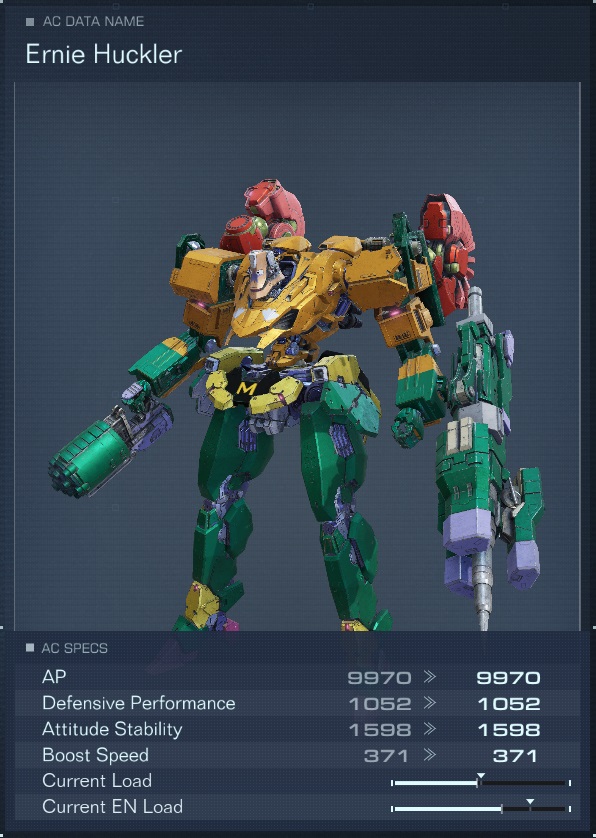 AC DATA NAME
Ernie Huckler
M
AC SPECS
AP 9970 9970
Defensive Performance 1052 1052
Attitude Stability 1598 1598
Boost Speed 371 371
Current Load
Current EN Load